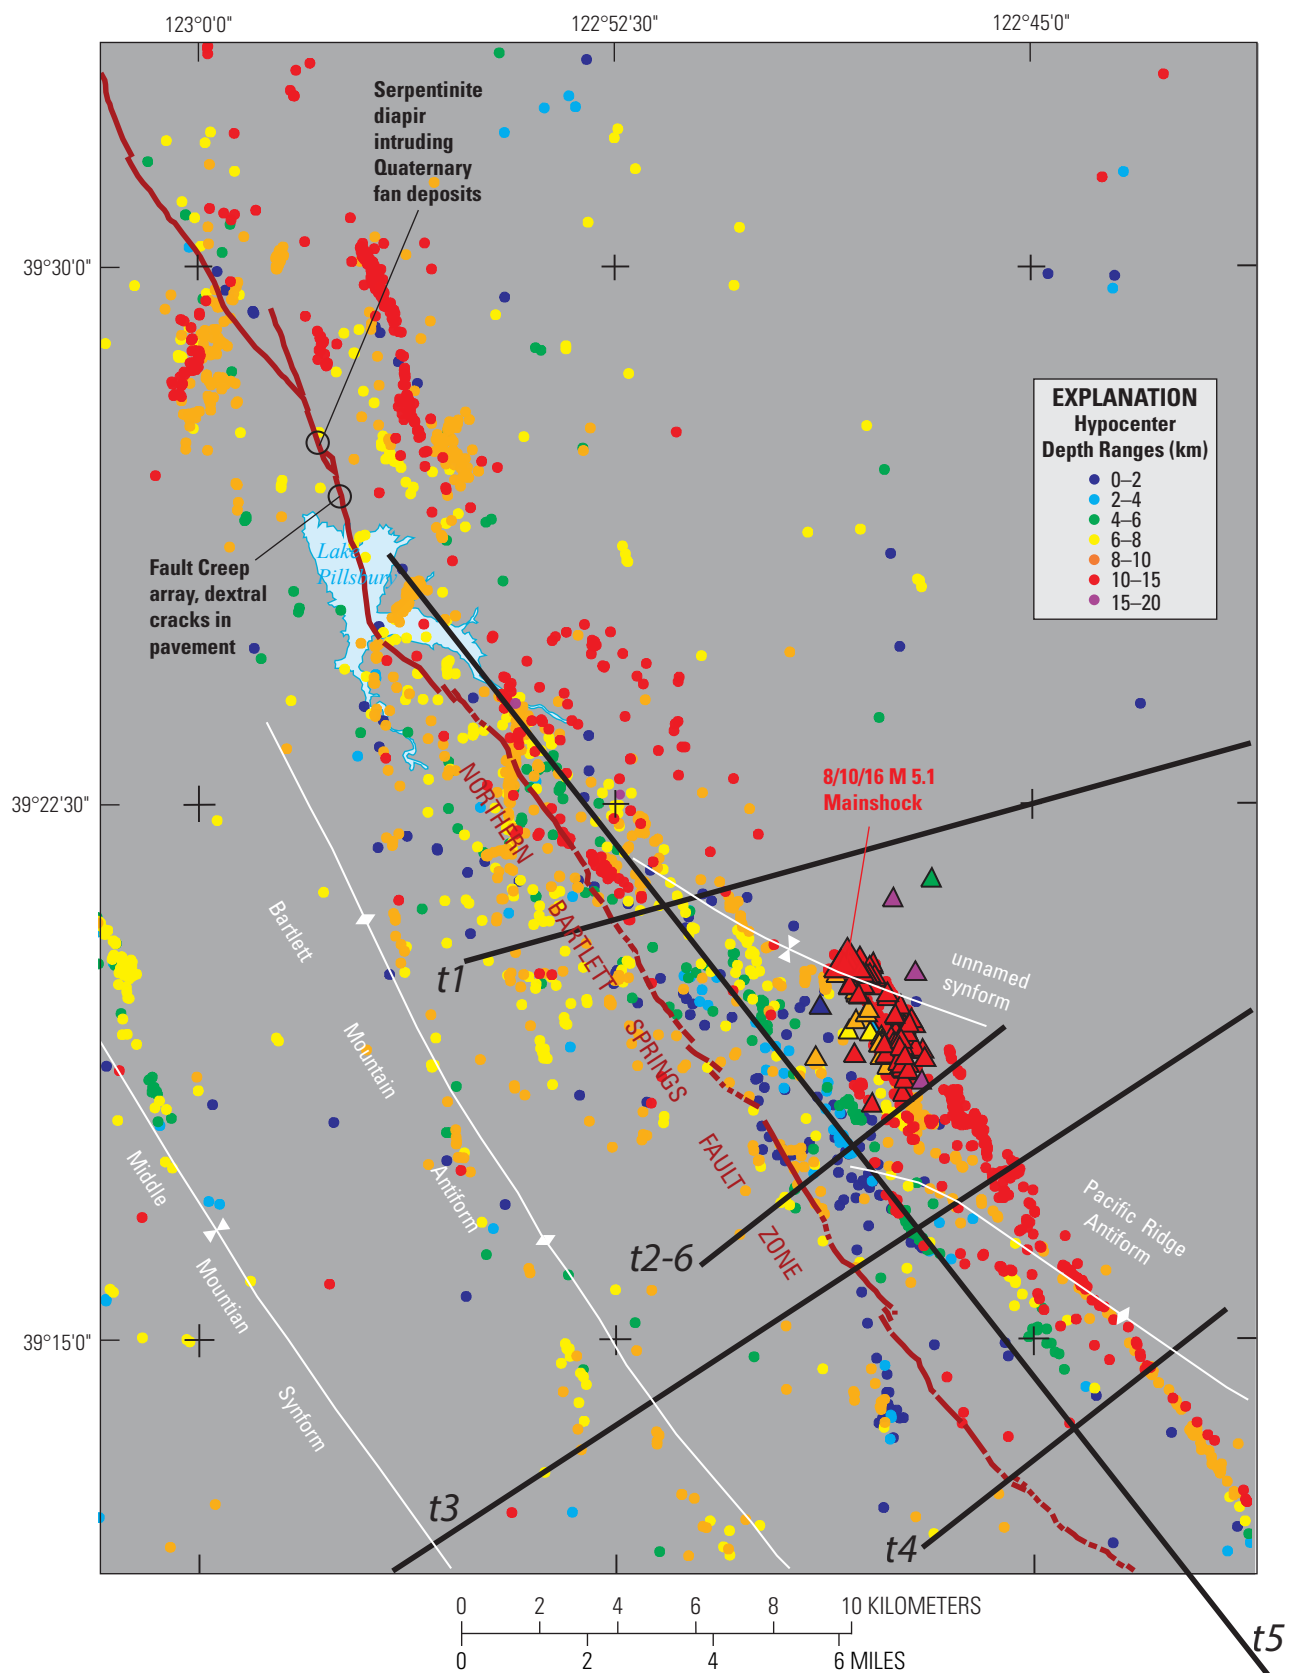 123°0'0"
122°52'30"
122°45'0"
Serpentinite
diapir
intruding
Quaternary
fan deposits
39°30'0"
EXPLANATION
Hypocenter
Depth Ranges (km)
0–2
2–4
4–6
6–8
8–10
10–15
15–20
Lake
Pillsbury
Fault Creep
array, dextral
cracks in
pavement
8/10/16 M 5.1
Mainshock
39°22'30"
NORTHERN
BARTLETT
SPRINGS
FAULT
ZONE
Bartlett
Mountain
Antiform
t1
unnamed
synform
Middle
Mountian
Synform
Pacific Ridge
Antiform
t2-6
39°15'0"
t3
t4
t5
0 2 4 6 8 10 KILOMETERS
0 2 4 6 MILES